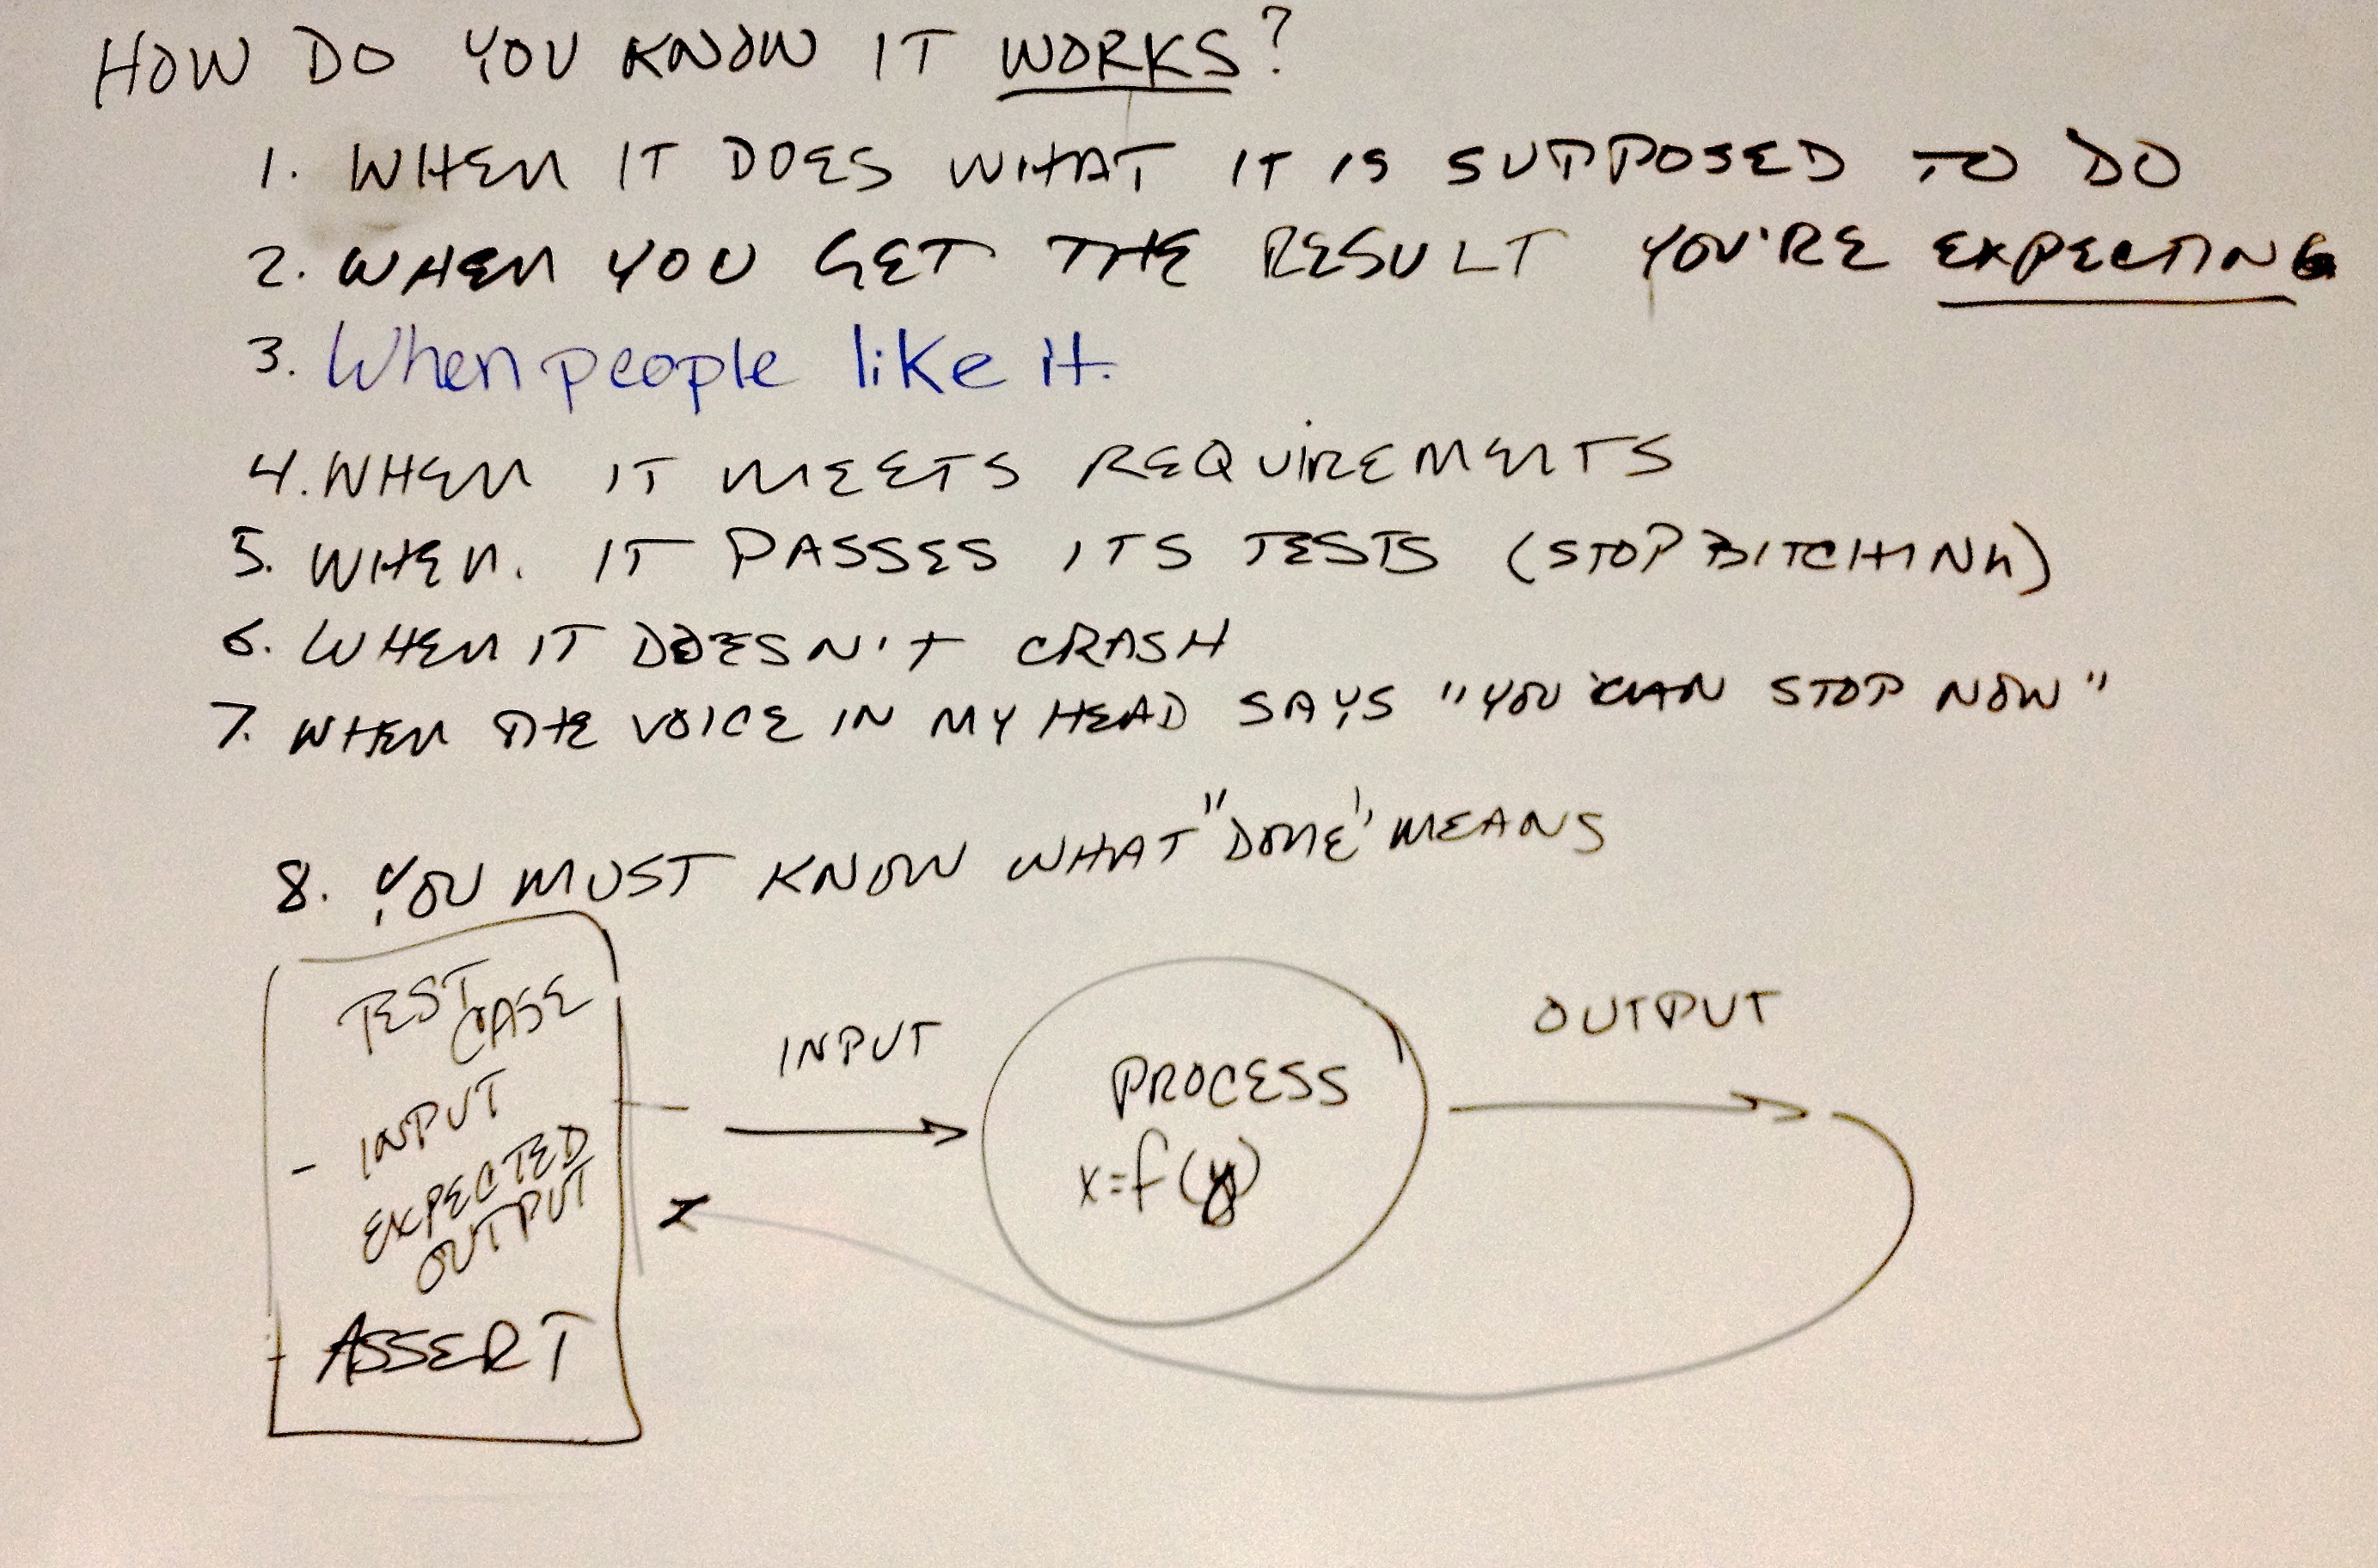 HOW DO YOU KNOW IT WORKS?
1. WHEN IT DOES WHAT IT IS SUPPOSED TO DO
2. WHEN YOU GET THE RESULT YOU'RE EXPECTING
3. When people like it.
4. WHEN IT MEETS REQUIREMENTS
5. WHEN. IT PASSES ITS TESTS (STOP BITCHING)
6. WHEN IT DOESN'T CRASH
7. WHEN THE VOICE IN MY HEAD SAYS "YOU CAN STOP NOW"
8. YOU MUST KNOW WHAT "DONE" MEANS
TEST
CASE
- INPUT
EXPECTED
OUTPUT
- ASSERT
INPUT
PROCESS
x=f(y)
OUTPUT